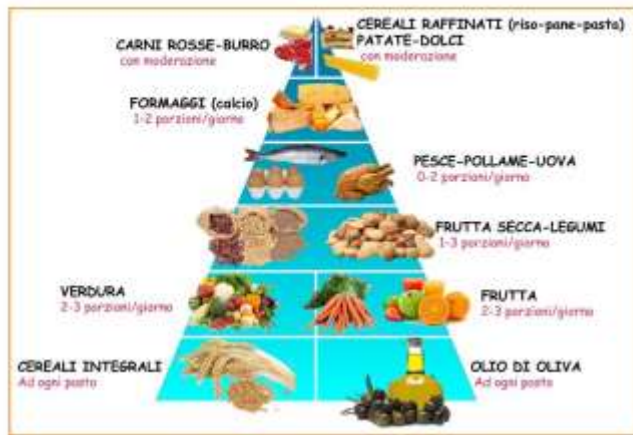 CARNI ROSSE-BURRO
con moderazione
CEREALI RAFFINATI (riso-pane-pasta)
PATATE-DOLCI
con moderazione
FORMAGGI (calcio)
1-2 porzioni/giorno
PESCE-POLLAME-UOVA
0-2 porzioni/giorno
FRUTTA SECCA-LEGUMI
1-3 porzioni/giorno
VERDURA
2-3 porzioni/giorno
FRUTTA
2-3 porzioni/giorno
CEREALI INTEGRALI
Ad ogni pasto
OLIO DI OLIVA
Ad ogni pasto